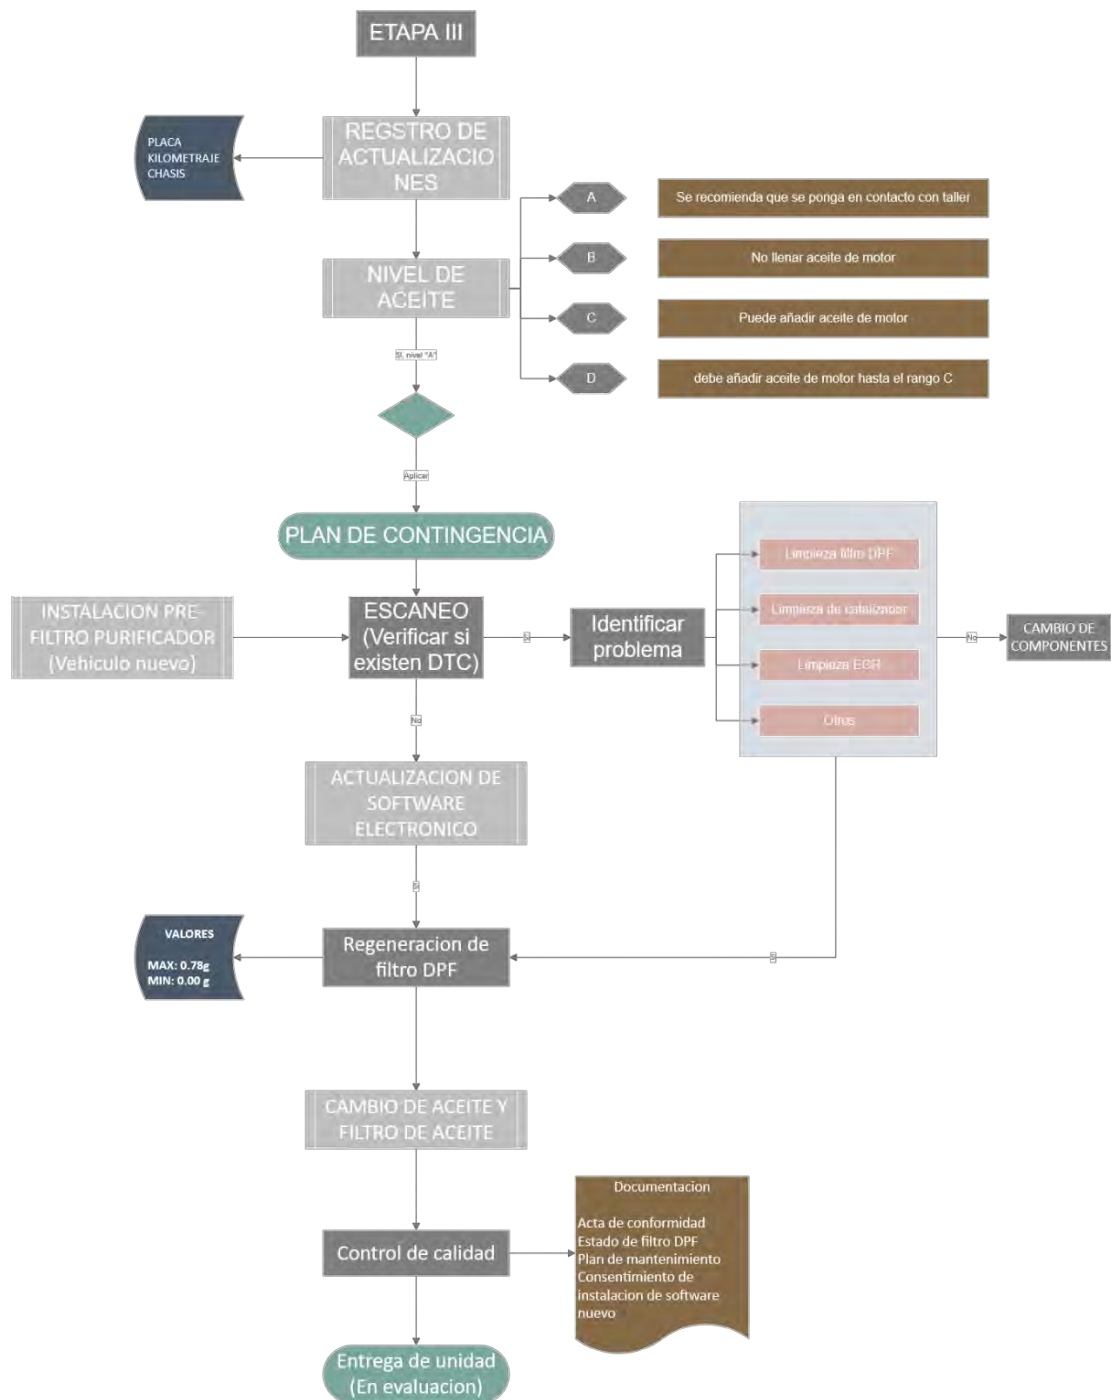 ETAPA III
REGSTRO DE
ACTUALIZACIO
NES
PLACA
KILOMETRAJE
CHASIS
NIVEL DE
ACEITE
A
Se recomienda que se ponga en contacto con taller
B
No llenar aceite de motor
C
Puede añadir aceite de motor
D
debe añadir aceite de motor hasta el rango C
SI, nivel "A"
Aplicar
PLAN DE CONTINGENCIA
INSTALACION PRE-
FILTRO PURIFICADOR
(Vehiculo nuevo)
ESCANEO
(Verificar si
existen DTC)
Si
Identificar
problema
Limpieza filtro DPF
Limpieza de catalizador
Limpieza EGR
Otros
No
CAMBIO DE
COMPONENTES
No
ACTUALIZACION DE
SOFTWARE
ELECTRONICO
Si
VALORES
MAX: 0.78g
MIN: 0.00 g
Regeneracion de
filtro DPF
Si
CAMBIO DE ACEITE Y
FILTRO DE ACEITE
Control de calidad
Documentacion
Acta de conformidad
Estado de filtro DPF
Plan de mantenimiento
Consentimiento de
instalacion de software
nuevo
Entrega de unidad
(En evaluacion)